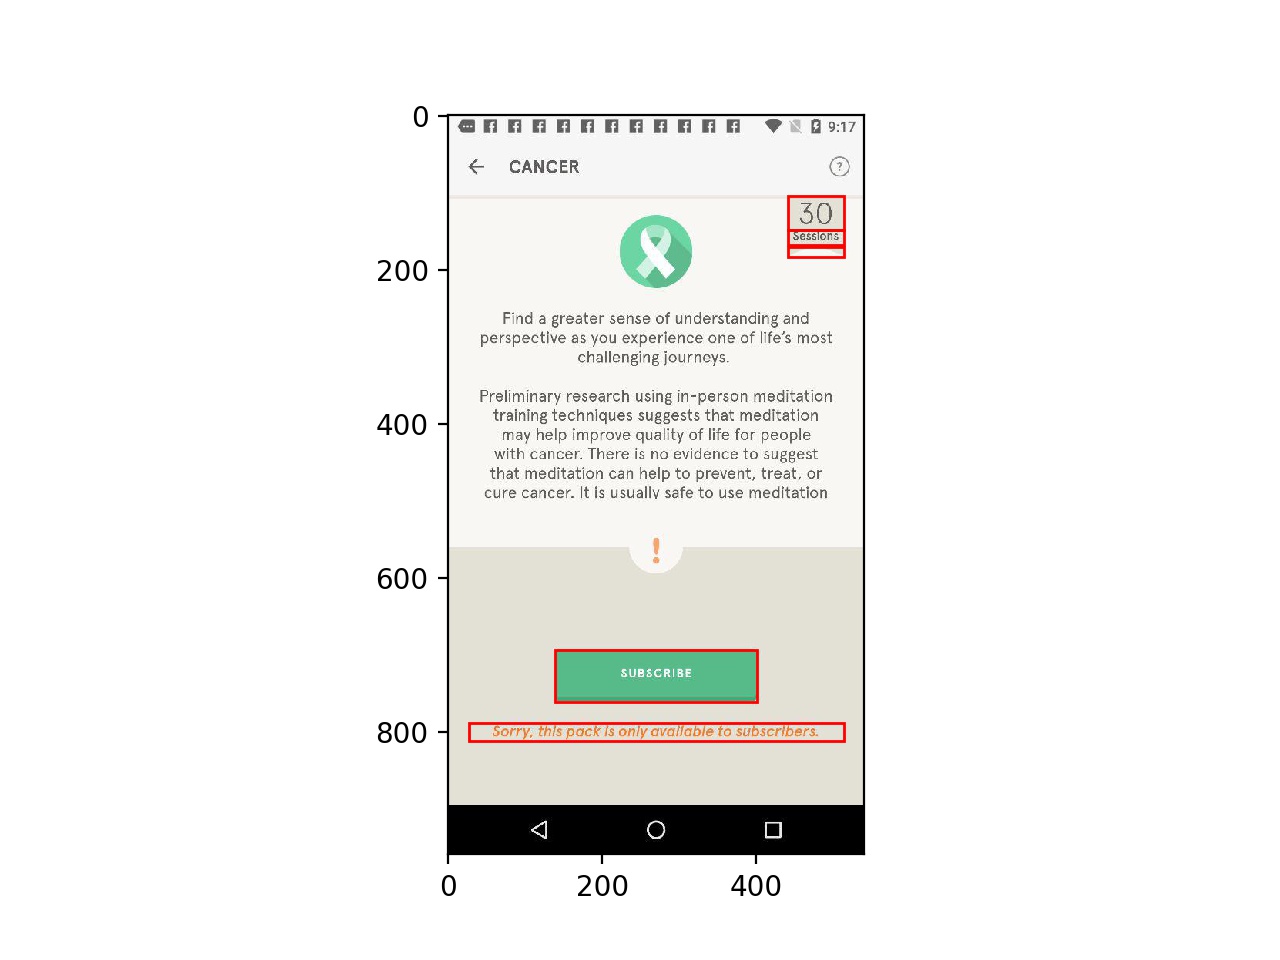 0
9:17
CANCER
?
30
Sessions
200
Find a greater sense of understanding and
perspective as you experience one of life’s most
challenging journeys.
Preliminary research using in-person meditation
400
training techniques suggests that meditation
may help improve quality of life for people
with cancer. There is no evidence to suggest
that meditation can help to prevent, treat, or
cure cancer. It is usually safe to use meditation
!
600
SUBSCRIBE
800
Sorry, this pack is only available to subscribers.
0 200 400